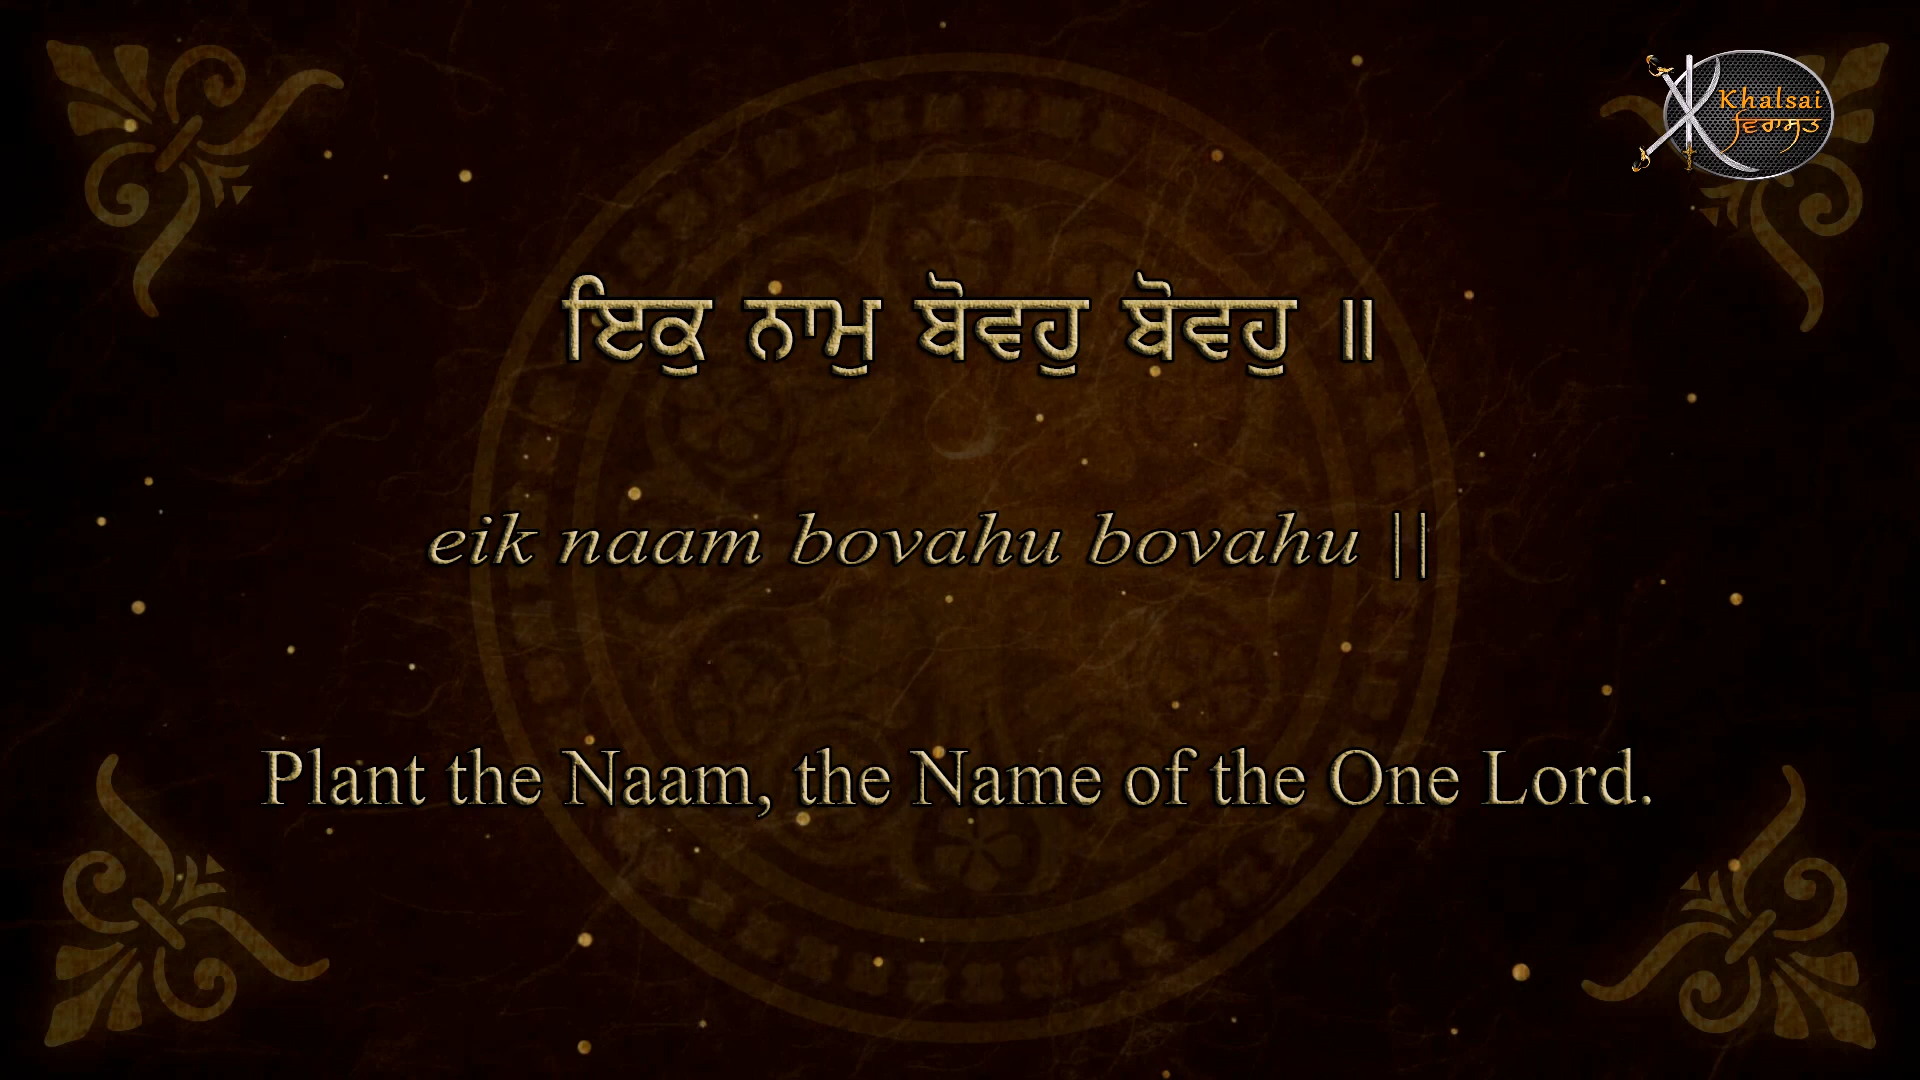 Khalsai
ਵਿਰਾਸਤ
ਇਕੁ ਨਾਮੁ ਬੋਵਹੁ ਬੋਵਹੁ ॥
eik naam bovahu bovahu ||
Plant the Naam, the Name of the One Lord.